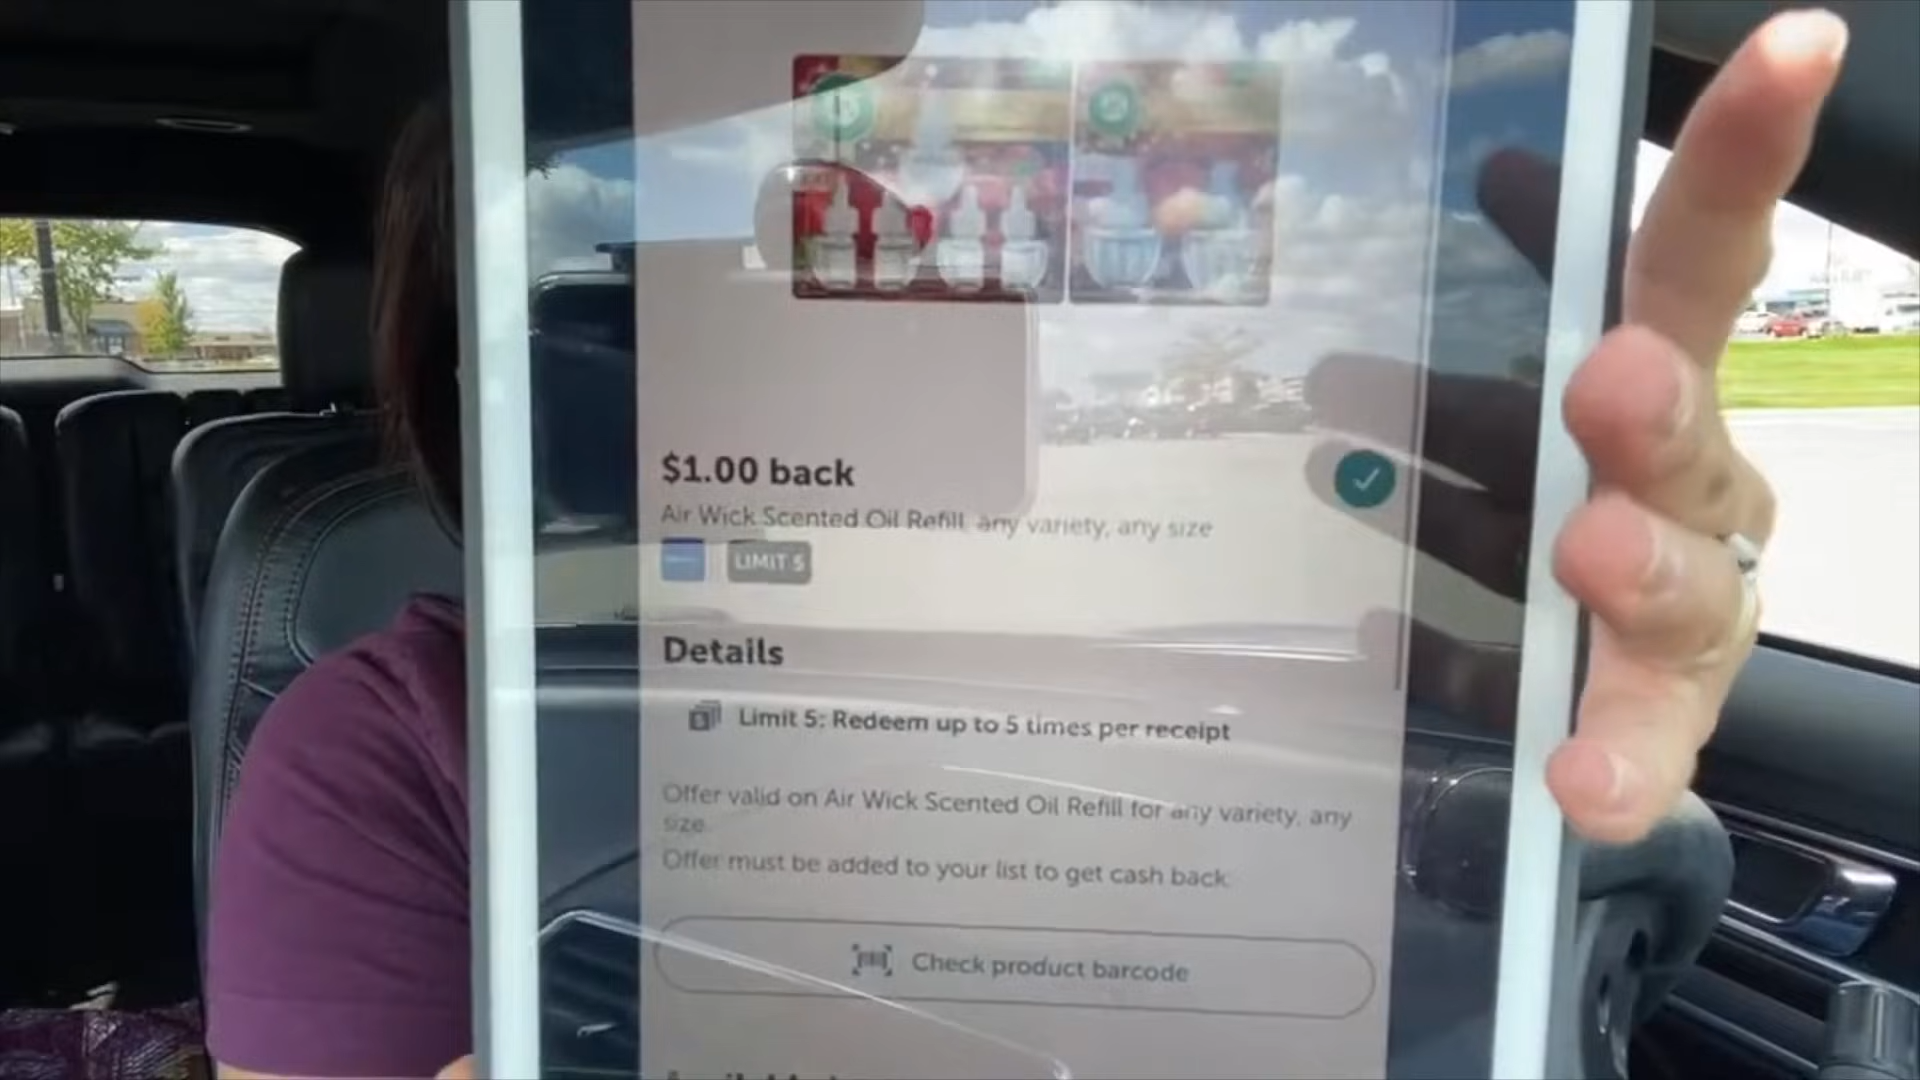 $1.00 back
Air Wick Scented Oil Refill, any variety, any size
LIMIT 5
Details
Limit 5: Redeem up to 5 times per receipt
Offer valid on Air Wick Scented Oil Refill for any variety, any
size.
Offer must be added to your list to get cash back.
Check product barcode